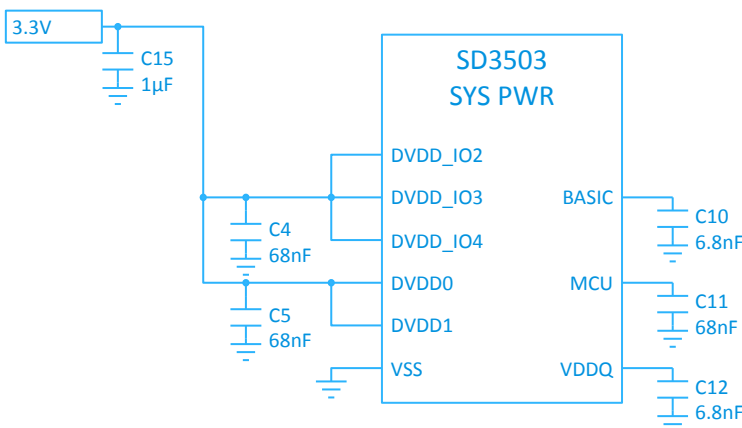 3.3V
C15
1µF
SD3503
SYS PWR
DVDD_IO2
DVDD_IO3
BASIC
C10
6.8nF
C4
68nF
DVDD_IO4
DVDD0
MCU
C11
68nF
C5
68nF
DVDD1
VSS
VDDQ
C12
6.8nF